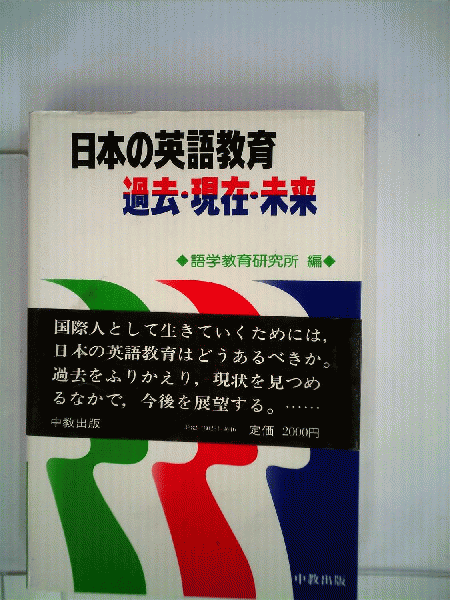 日本の英語教育
過去・現在・未来
◆語学教育研究所 編◆
国際人として生きていくためには，
日本の英語教育はどうあるべきか。
過去をふりかえり，現状を見つめ
るなかで，今後を展望する。……
中教出版
定価 2000円
中教出版